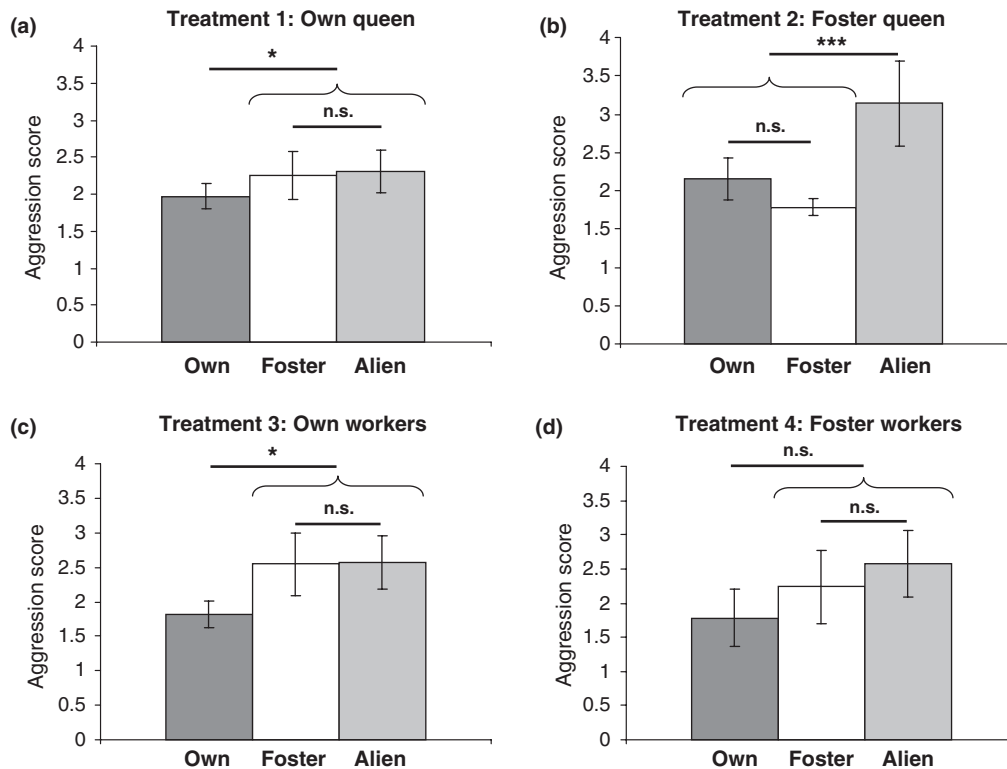 (a)
Treatment 1: Own queen
Aggression score
4
3.5
3
2.5
2
1.5
1
0.5
0
*
n.s.
Own Foster Alien
(b)
Treatment 2: Foster queen
Aggression score
4
3.5
3
2.5
2
1.5
1
0.5
0
***
n.s.
Own Foster Alien
(c)
Treatment 3: Own workers
Aggression score
4
3.5
3
2.5
2
1.5
1
0.5
0
*
n.s.
Own Foster Alien
(d)
Treatment 4: Foster workers
Aggression score
4
3.5
3
2.5
2
1.5
1
0.5
0
n.s.
n.s.
Own Foster Alien